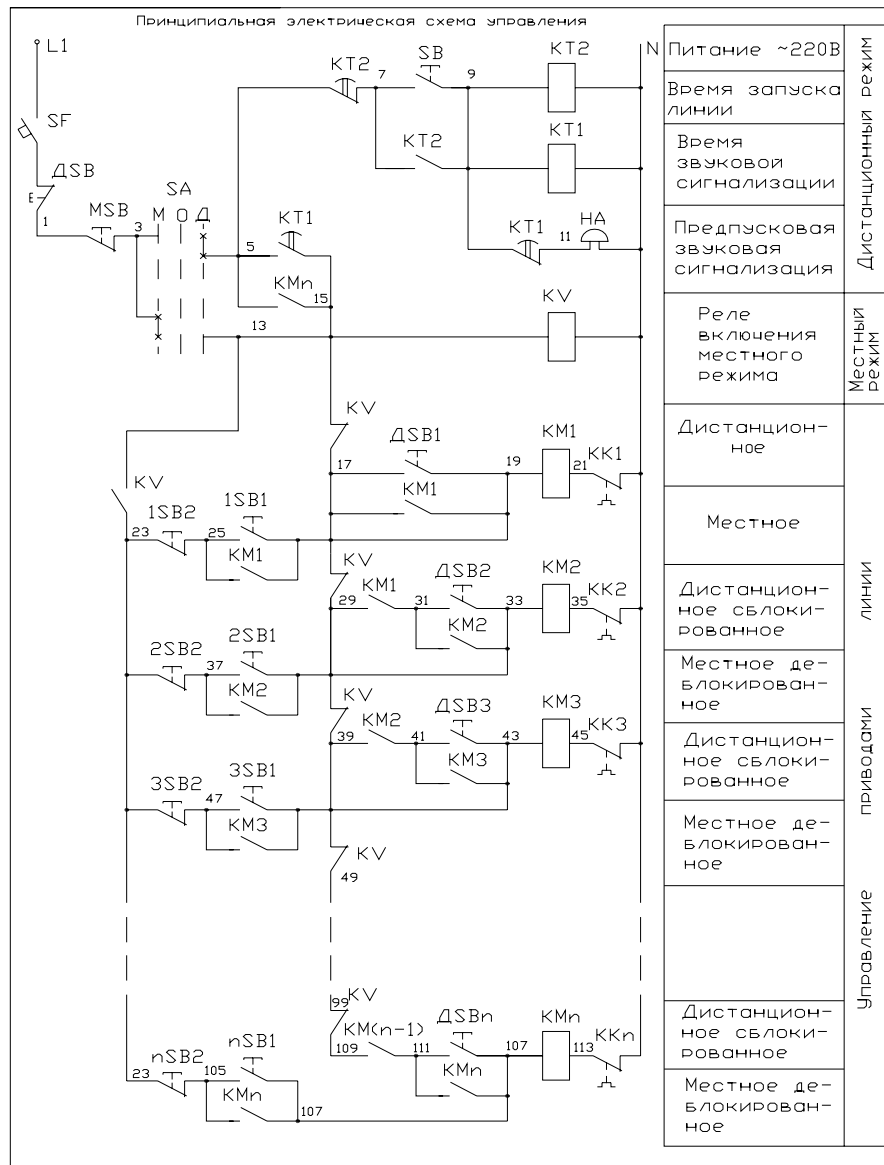 Принципиальная электрическая схема управления
L1
SF
ДSB
1
MSB
3
SA
М О Д
5
KT2
7
SB
9
KT2
KT2
KT1
KT1
KT1
11
HA
KMn
15
13
KV
N
Питание ~220В
Время запуска
линии
Время
звуковой
сигнализации
Предпусковая
звуковая
сигнализация
Дистанционный режим
Реле
включения
местного
режима
Местный
режим
KV
17
ДSB1
19
KM1
21
KK1
KM1
Дистанцион-
ное
KV
23
1SB2
25
1SB1
KM1
Местное
KV
29
KM1
31
ДSB2
33
KM2
35
KK2
KM2
Дистанцион-
ное сблоки-
рованное
2SB2
37
2SB1
KM2
Местное де-
блокирован-
ное
KV
39
KM2
41
ДSB3
43
KM3
45
KK3
KM3
Дистанцион-
ное сблоки-
рованное
3SB2
47
3SB1
KM3
Местное де-
блокирован-
ное
KV
49
99
KV
109
KM(n-1)
111
ДSBn
107
KMn
113
KKn
KMn
Дистанцион-
ное сблоки-
рованное
23
nSB2
105
nSB1
KMn
107
Местное де-
блокирован-
ное
Управление приводами линии